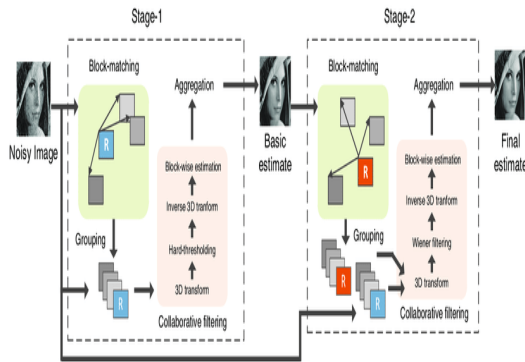 Stage-1
Block-matching
R
Noisy Image
Grouping
R
Aggregation
Block-wise estimation
Inverse 3D tranform
Hard-thresholding
3D transform
Collaborative filtering
Basic
estimate
Stage-2
Block-matching
R
Grouping
R
R
Aggregation
Block-wise estimation
Inverse 3D tranform
Wiener filtering
3D transform
Collaborative filtering
Final
estimate